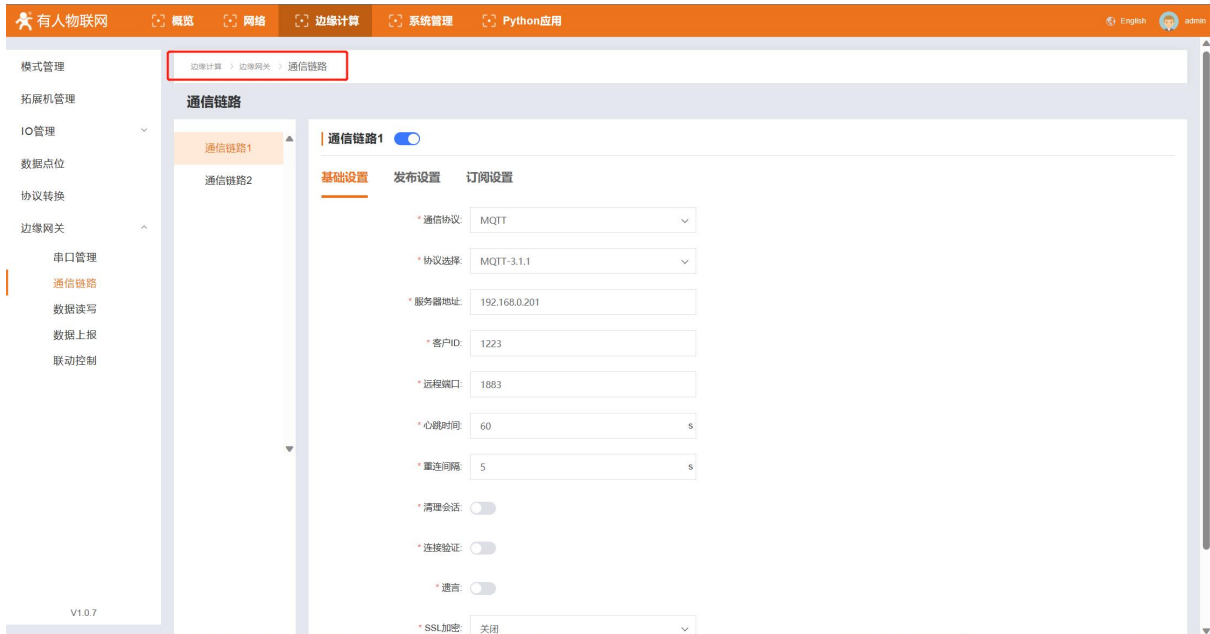 有人物联网 概览 网络 边缘计算 系统管理 Python应用 English admin
模式管理
拓展机管理
IO管理
数据点位
协议转换
边缘网关
串口管理
通信链路
数据读写
数据上报
联动控制
V1.0.7
边缘计算 > 边缘网关 > 通信链路
通信链路
通信链路1
通信链路2
通信链路1
基础设置 发布设置 订阅设置
* 通信协议: MQTT
* 协议选择: MQTT-3.1.1
* 服务器地址: 192.168.0.201
* 客户ID: 1223
* 远程端口: 1883
* 心跳时间: 60 s
* 重连间隔: 5 s
* 清理会话:
* 连接验证:
* 遗言:
* SSL加密: 关闭